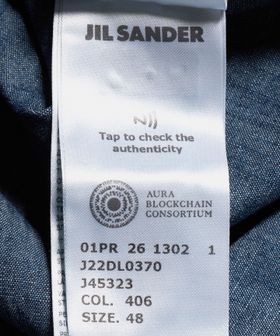 JIL SANDER
Tap to check the
authenticity
AURA
BLOCKCHAIN
CONSORTIUM
01PR 26 1302 1
J22DL0370
J45323
COL. 406
SIZE. 48